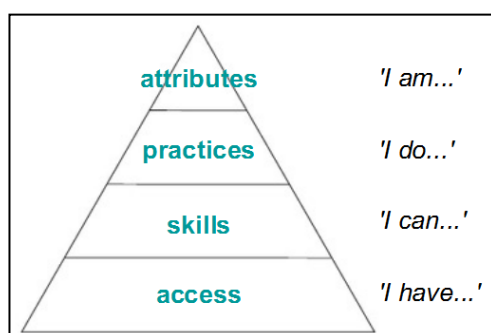 attributes 'I am...'
practices 'I do...'
skills 'I can...'
access 'I have...'